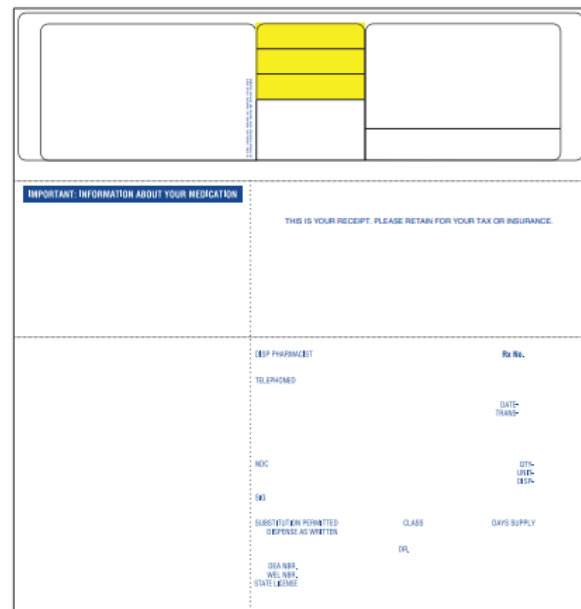 IMPORTANT: INFORMATION ABOUT YOUR MEDICATION
THIS IS YOUR RECEIPT. PLEASE RETAIN FOR YOUR TAX OR INSURANCE.
DISP PHARMACIST
Rx No.
TELEPHONED
DATE-
TRANS-
NDC
QTY-
UNIT-
DISP-
SIG
SUBSTITUTION PERMITTED
CLASS
DAYS SUPPLY
DISPENSE AS WRITTEN
DR.
DEA NBR.
WEL NBR.
STATE LICENSE